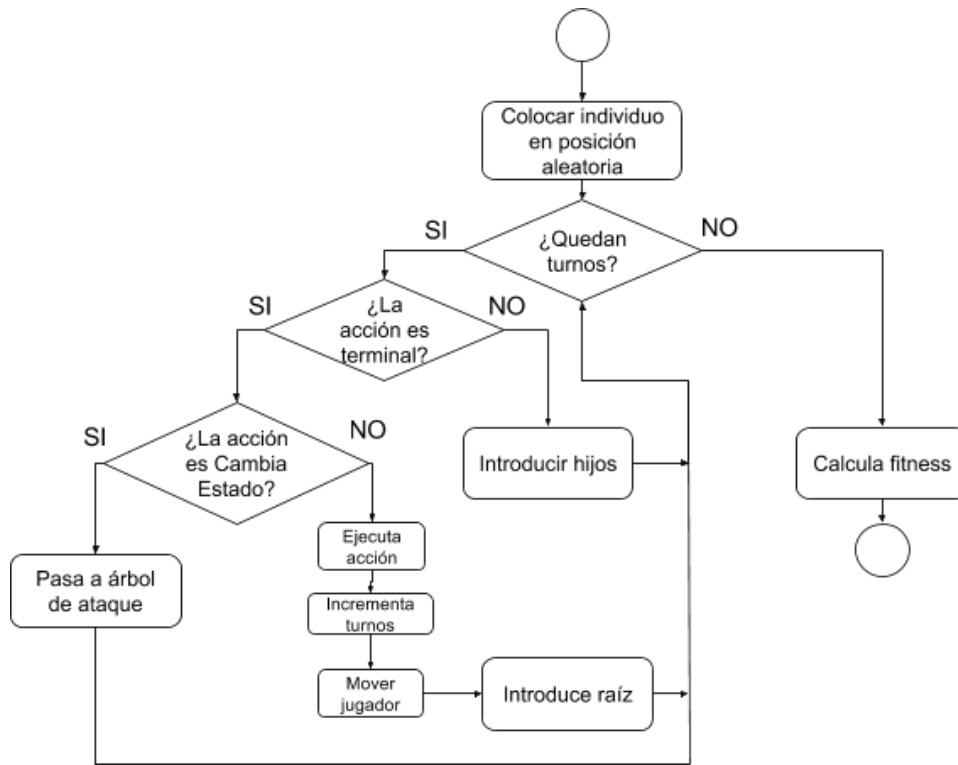 Colocar individuo
en posición
aleatoria
SI
NO
¿Quedan
turnos?
SI
NO
¿La
acción es
terminal?
SI
NO
¿La acción
es Cambia
Estado?
Introducir hijos
Calcula fitness
Ejecuta
acción
Pasa a árbol
de ataque
Incrementa
turnos
Mover
jugador
Introduce raíz